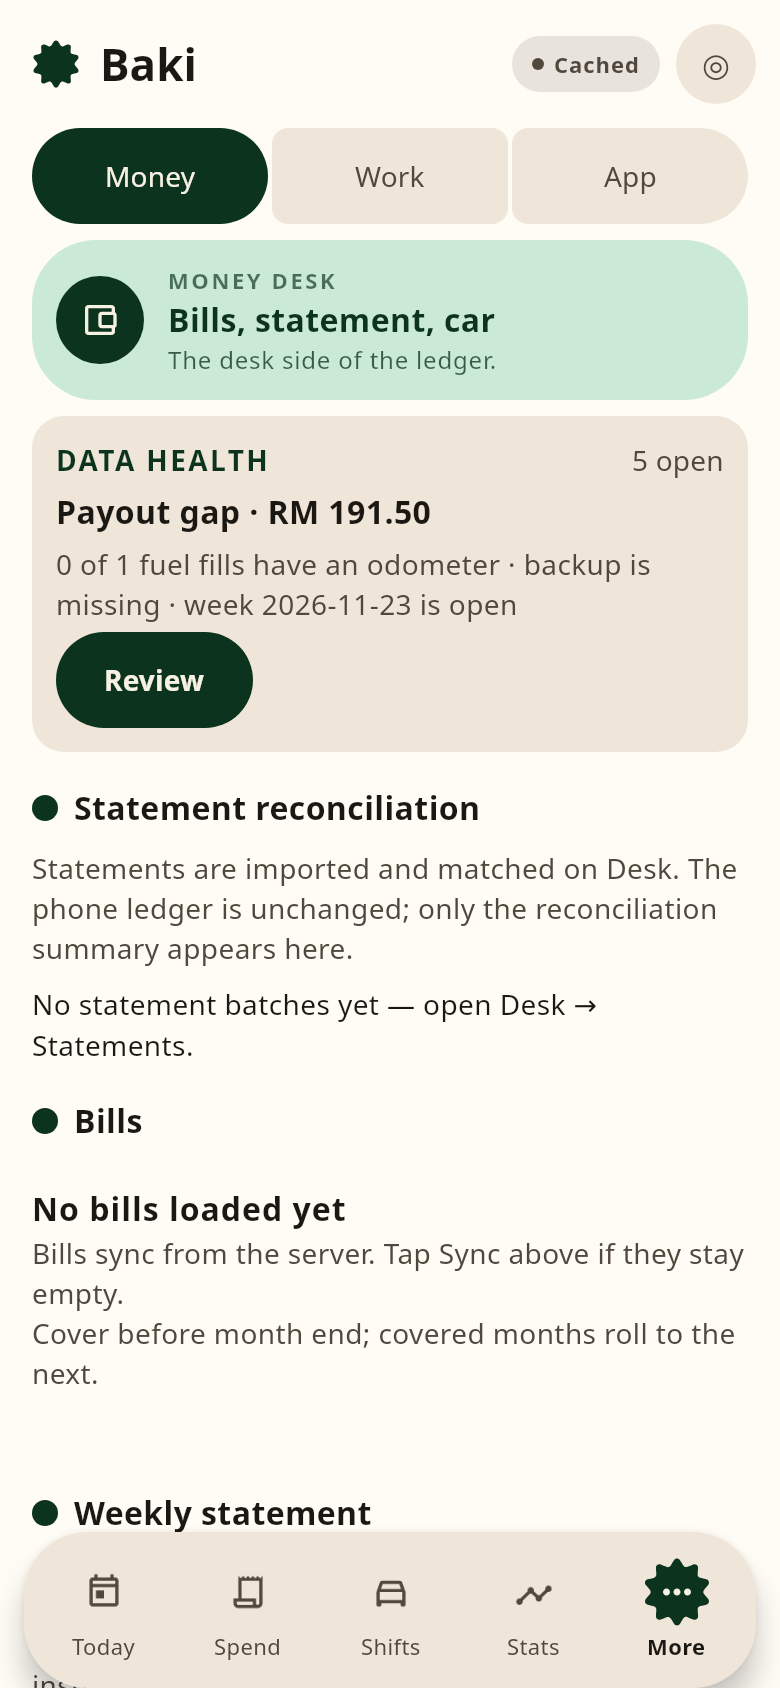 Baki
Cached
Money
Work
App
MONEY DESK
Bills, statement, car
The desk side of the ledger.
DATA HEALTH
5 open
Payout gap · RM 191.50
0 of 1 fuel fills have an odometer · backup is
missing · week 2026-11-23 is open
Review
Statement reconciliation
Statements are imported and matched on Desk. The
phone ledger is unchanged; only the reconciliation
summary appears here.
No statement batches yet — open Desk →
Statements.
Bills
No bills loaded yet
Bills sync from the server. Tap Sync above if they stay
empty.
Cover before month end; covered months roll to the
next.
Weekly statement
Today
Spend
Shifts
Stats
More